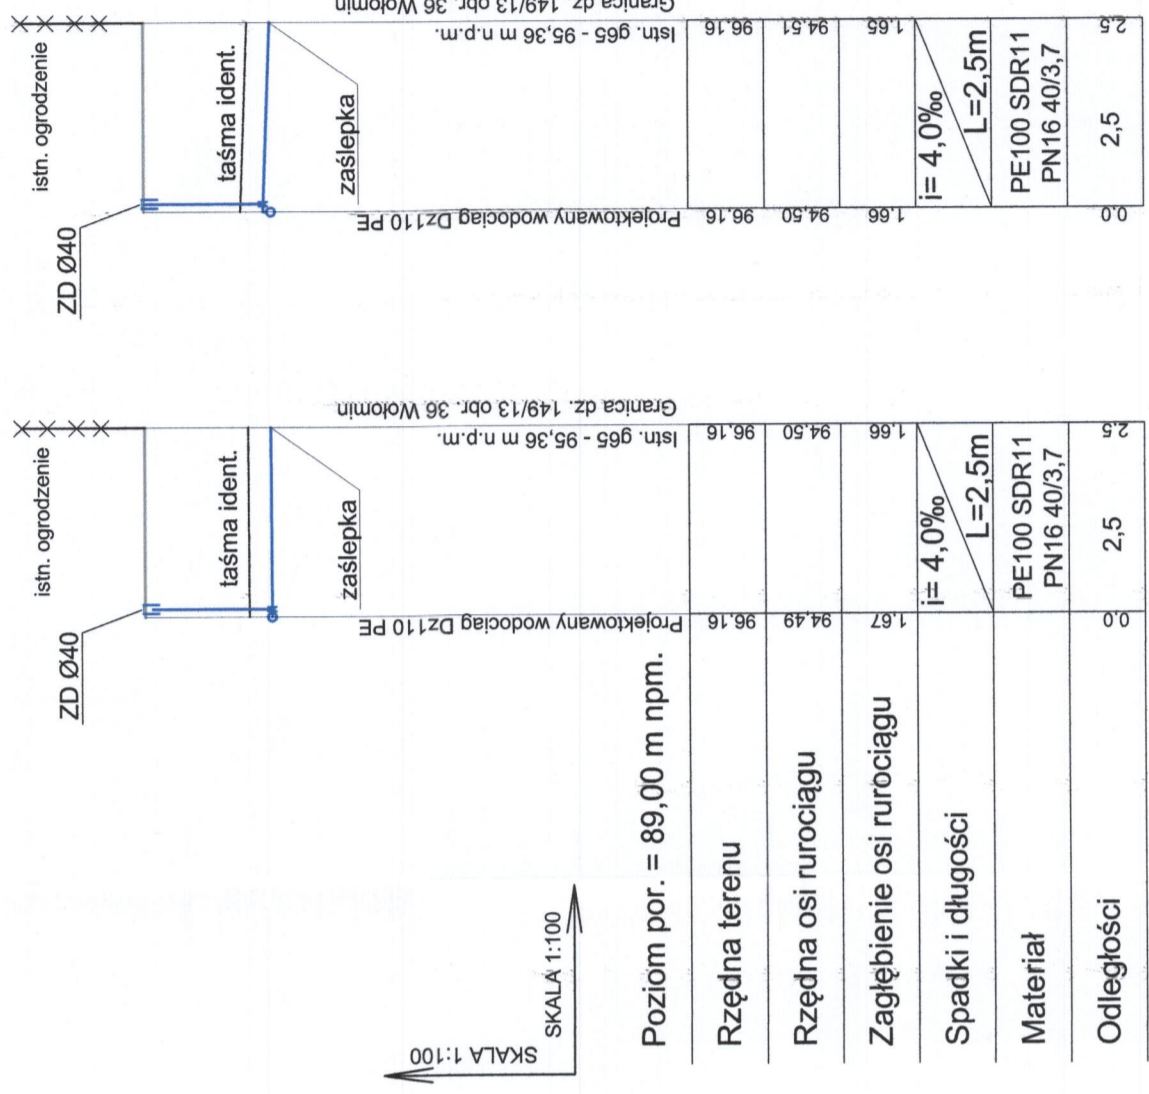 istn. ogrodzenie
ZD Ø40
taśma ident.
zaślepka
Projektowany wodociąg Dz110 PE
Istn. g65 - 95,36 m n.p.m.
Granica dz. 149/13 obr. 36 Wołomin
istn. ogrodzenie
ZD Ø40
taśma ident.
zaślepka
Projektowany wodociąg Dz110 PE
Istn. g65 - 95,36 m n.p.m.
Granica dz. 149/13 obr. 36 Wołomin
SKALA 1:100
SKALA 1:100
Poziom por. = 89,00 m npm.
Rzędna terenu
96.16
96.16
96.16
96.16
Rzędna osi rurociągu
94.49
94.50
94.50
94.51
Zagłębienie osi rurociągu
1.67
1.66
1.66
1.65
Spadki i długości
i= 4,0‰
L=2,5m
i= 4,0‰
L=2,5m
Materiał
PE100 SDR11
PN16 40/3,7
PE100 SDR11
PN16 40/3,7
Odległości
0.0
2,5
2.5
0.0
2,5
2.5